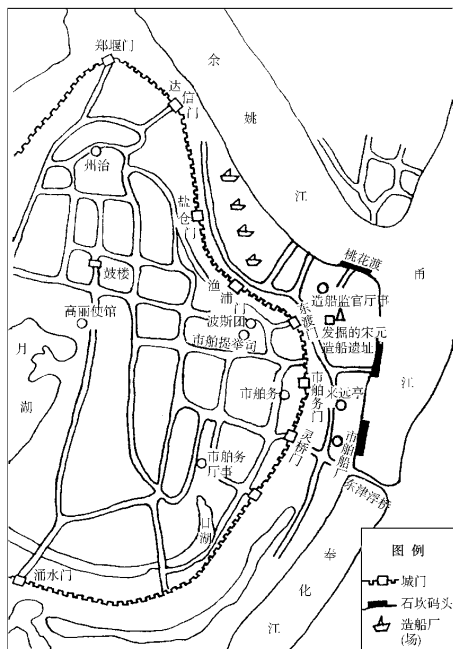 郑堰门
余
姚
江
达
信
门
州治
盐
仓
门
桃花渡
甬
江
鼓楼
渔
浦
门
造船监官厅事
高丽使馆
波斯团
市舶提举司
东
渡
门
发掘的宋元
造船遗址
月
湖
市舶务
市
舶
务
门
来远亭
灵
桥
门
市舶
船厂
市舶务
厅事
东津浮桥
日
湖
涌水门
奉
化
江
图 例
城门
石坎码头
造船厂
(场)